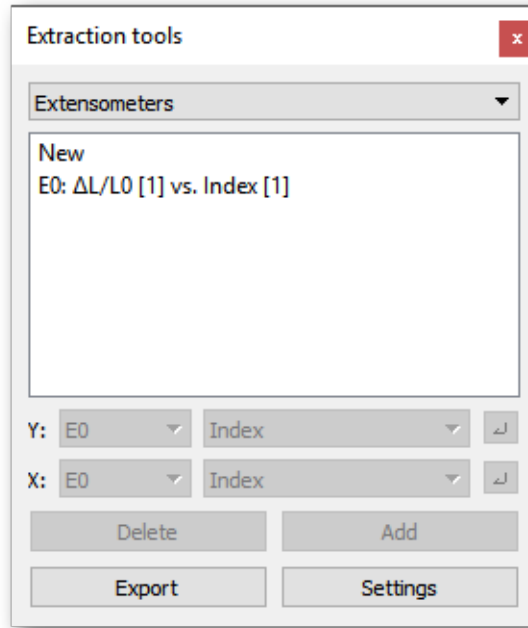 Extraction tools
x
Extensometers
New
E0: ΔL/L0 [1] vs. Index [1]
Y: E0 Index
X: E0 Index
Delete Add
Export Settings